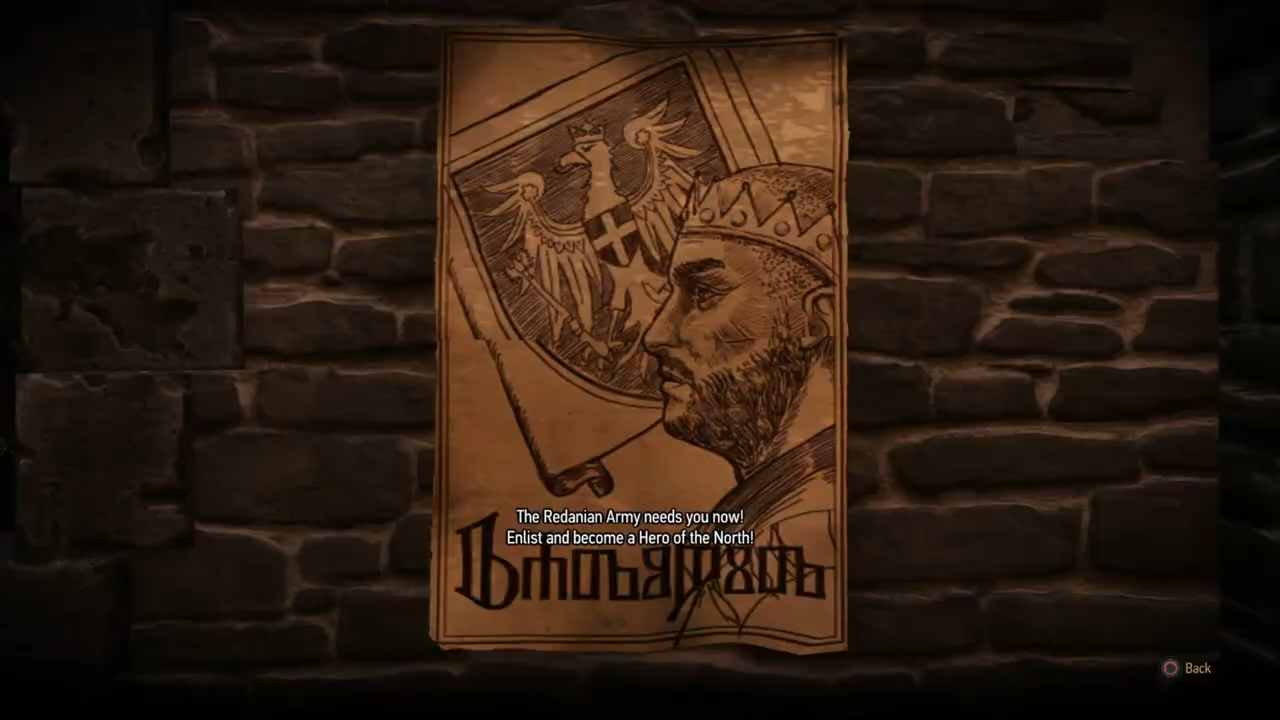 The Redanian Army needs you now!
Enlist and become a Hero of the North!
Back